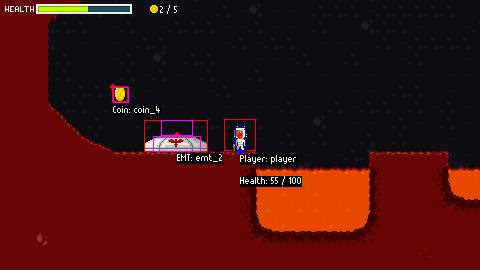 HEALTH 2 / 5
Coin: coin_4
EMT: emt_2
Player: player
Health: 55 / 100